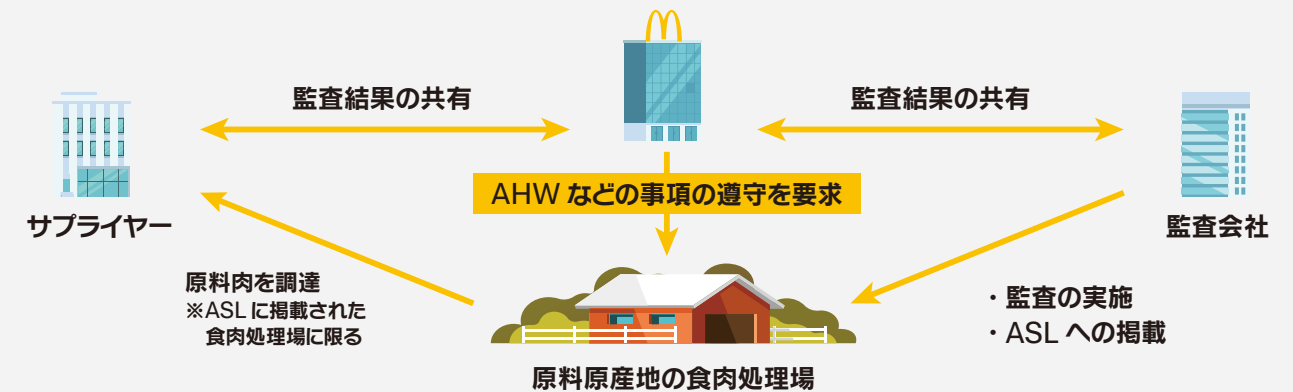 監査結果の共有
監査結果の共有
AHW などの事項の遵守を要求
サプライヤー
監査会社
原料肉を調達
※ASL に掲載された
食肉処理場に限る
・監査の実施
・ASL への掲載
原料原産地の食肉処理場